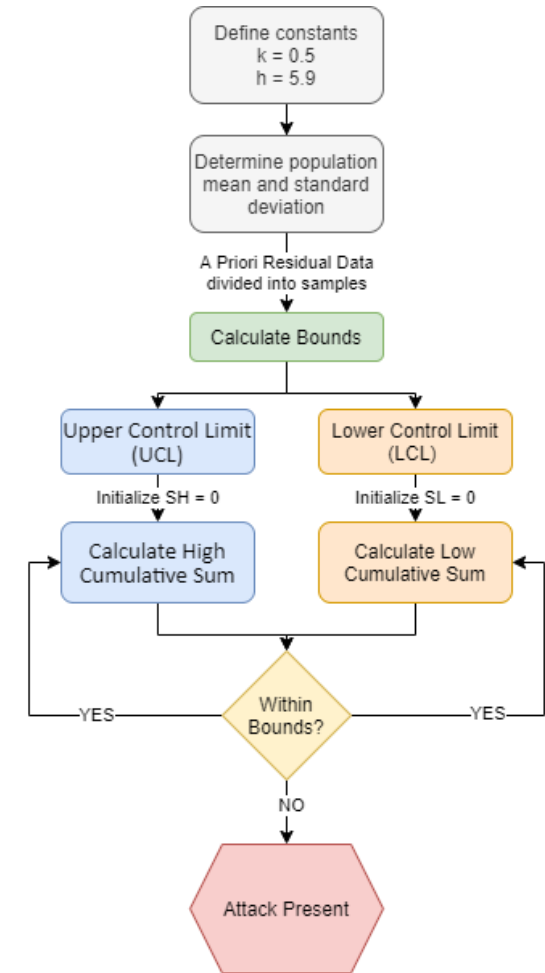 Define constants
k = 0.5
h = 5.9
Determine population
mean and standard
deviation
A Priori Residual Data
divided into samples
Calculate Bounds
Upper Control Limit
(UCL)
Lower Control Limit
(LCL)
Initialize SH = 0
Initialize SL = 0
Calculate High
Cumulative Sum
Calculate Low
Cumulative Sum
Within
Bounds?
YES
YES
NO
Attack Present